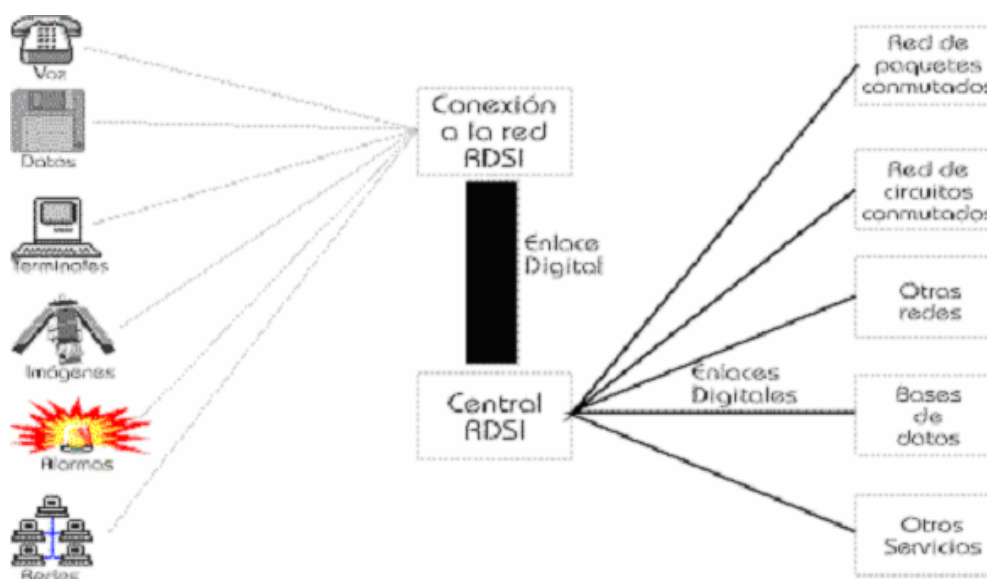 Voz
Datos
Terminales
Imágenes
Alarmas
Redes
Conexión
a la red
RDSI
Enlace
Digital
Central
RDSI
Enlaces
Digitales
Red de
paquetes
conmutados
Red de
circuitos
conmutados
Otras
redes
Bases
de
datos
Otros
Servicios